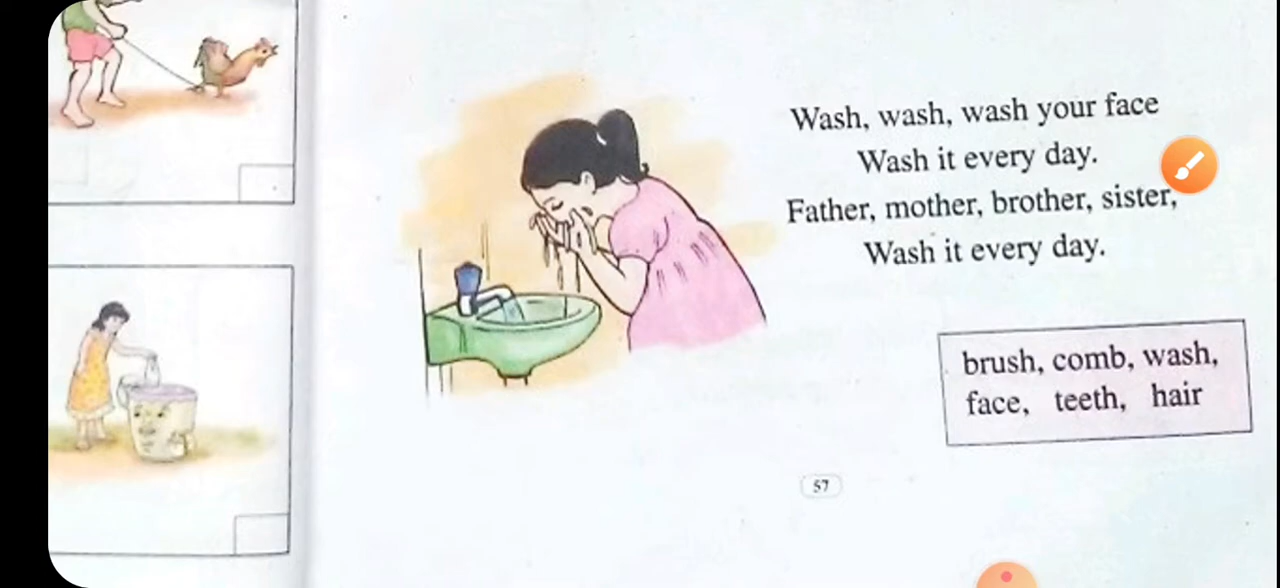 Wash, wash, wash your face
Wash it every day.
Father, mother, brother, sister,
Wash it every day.
brush, comb, wash,
face, teeth, hair
57